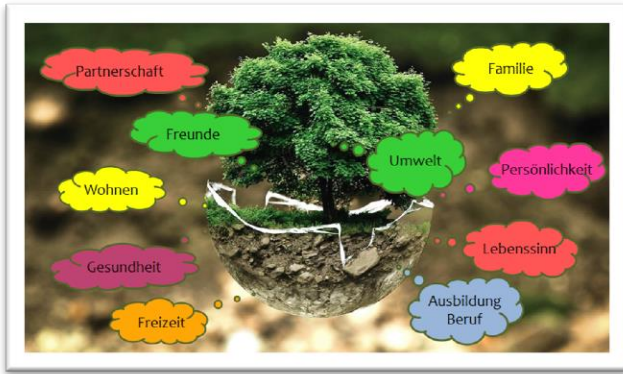 Partnerschaft
Familie
Freunde
Umwelt
Persönlichkeit
Wohnen
Lebenssinn
Gesundheit
Ausbildung
Beruf
Freizeit